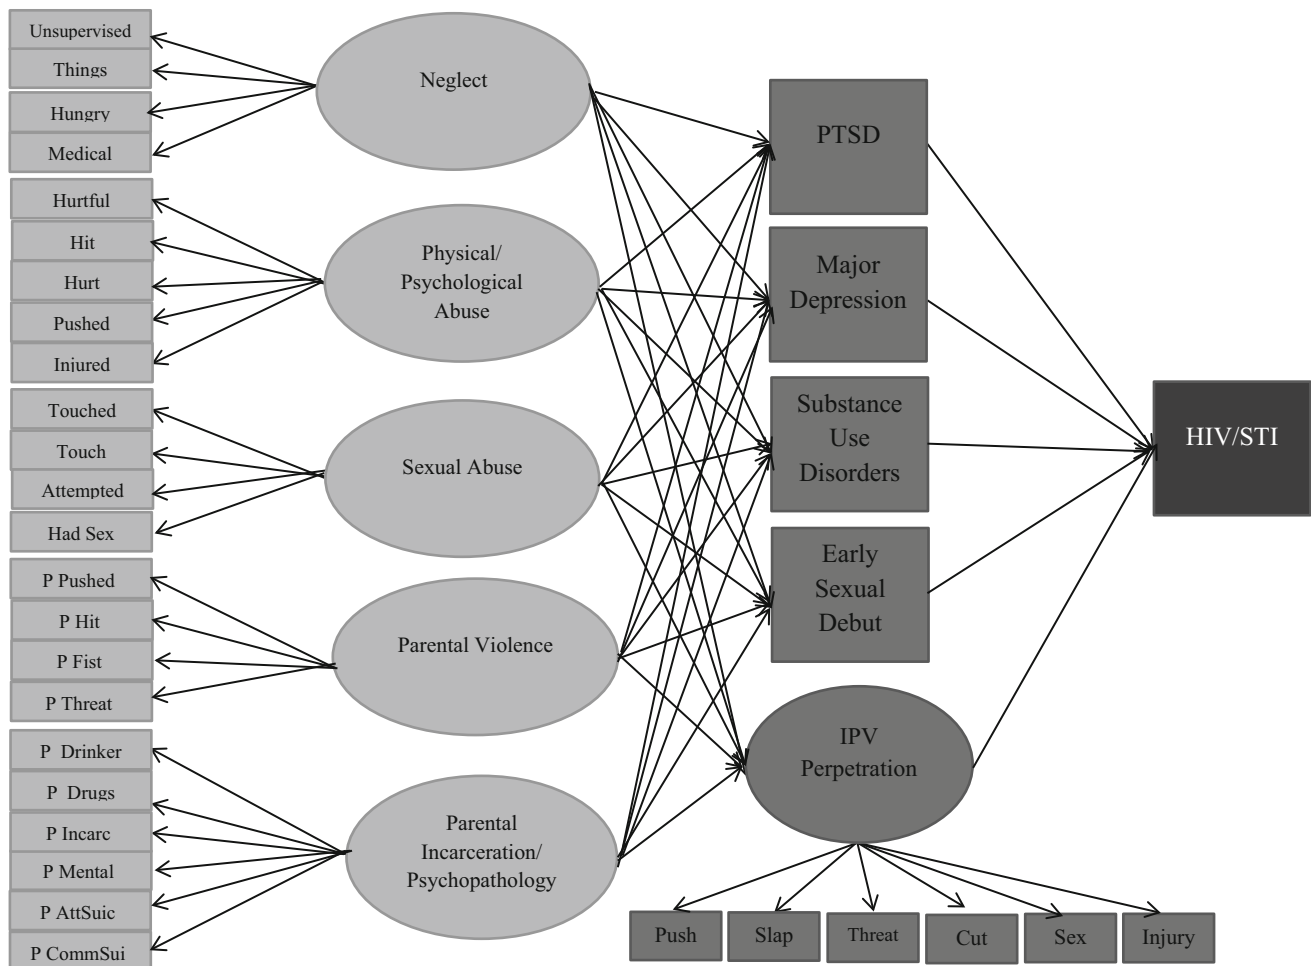 Unsupervised
Things
Hungry
Medical
Hurtful
Hit
Hurt
Pushed
Injured
Touched
Touch
Attempted
Had Sex
P Pushed
P Hit
P Fist
P Threat
P Drinker
P Drugs
P Incarc
P Mental
P AttSuic
P CommSui
Neglect
Physical/
Psychological
Abuse
Sexual Abuse
Parental Violence
Parental
Incarceration/
Psychopathology
PTSD
Major
Depression
Substance
Use
Disorders
Early
Sexual
Debut
IPV
Perpetration
Push
Slap
Threat
Cut
Sex
Injury
HIV/STI